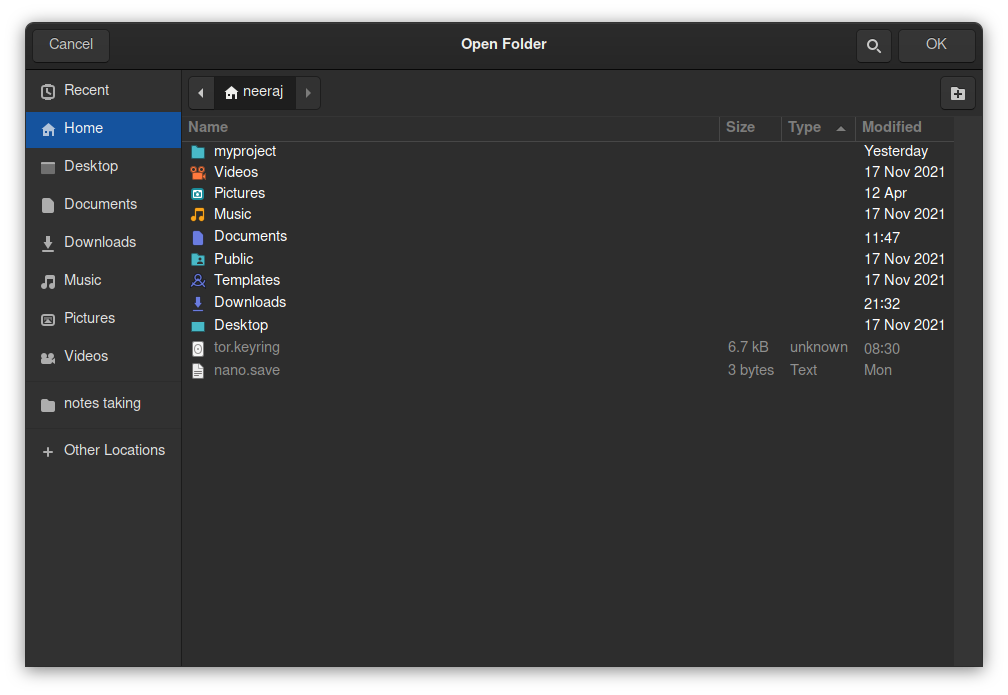 Cancel Open Folder OK
Recent
Home
Desktop
Documents
Downloads
Music
Pictures
Videos
notes taking
Other Locations
neeraj
Name Size Type Modified
myproject Yesterday
Videos 17 Nov 2021
Pictures 12 Apr
Music 17 Nov 2021
Documents 11:47
Public 17 Nov 2021
Templates 17 Nov 2021
Downloads 21:32
Desktop 17 Nov 2021
tor.keyring 6.7 kB unknown 08:30
nano.save 3 bytes Text Mon